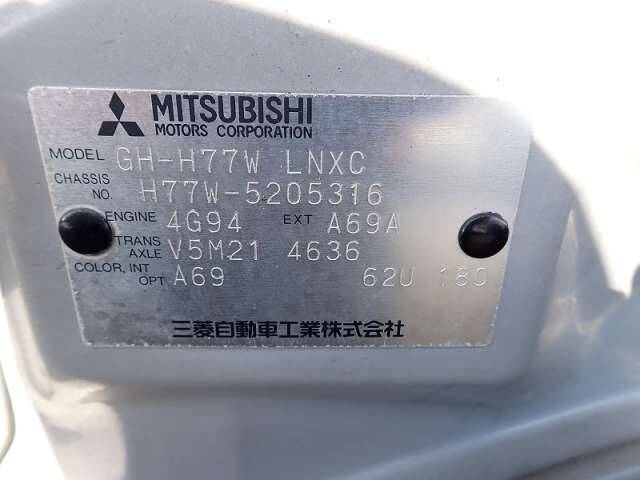 MITSUBISHI
MOTORS CORPORATION
MODEL GH-H77W LNXC
CHASSIS NO. H77W-5205316
ENGINE 4G94 EXT A69A
TRANS AXLE V5M21 4636
COLOR, INT OPT A69 62U 180
三菱自動車工業株式会社